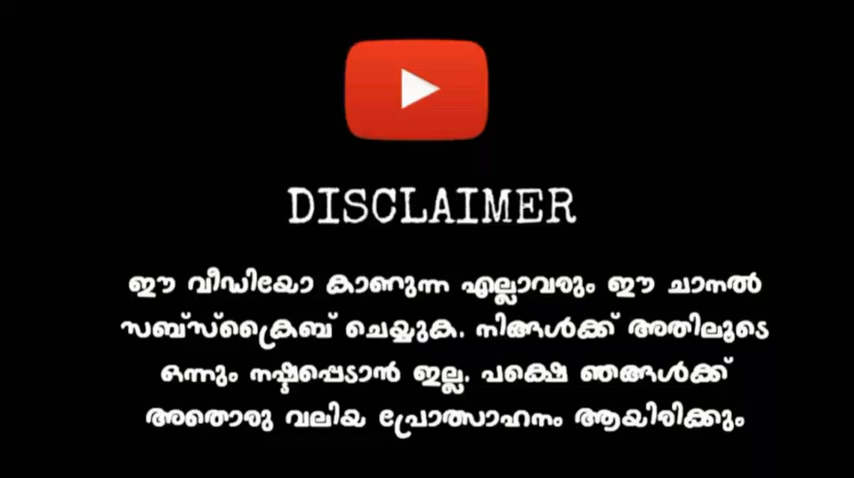 DISCLAIMER
ഈ വീഡിയോ കാണുന്ന എല്ലാവരും ഈ ചാനൽ
സബ്സ്ക്രൈബ് ചെയ്യുക. നിങ്ങൾക്ക് അതിലൂടെ
ഒന്നും നഷ്ടപ്പെടാൻ ഇല്ല. പക്ഷെ ഞങ്ങൾക്ക്
അതൊരു വലിയ പ്രോത്സാഹനം ആയിരിക്കും